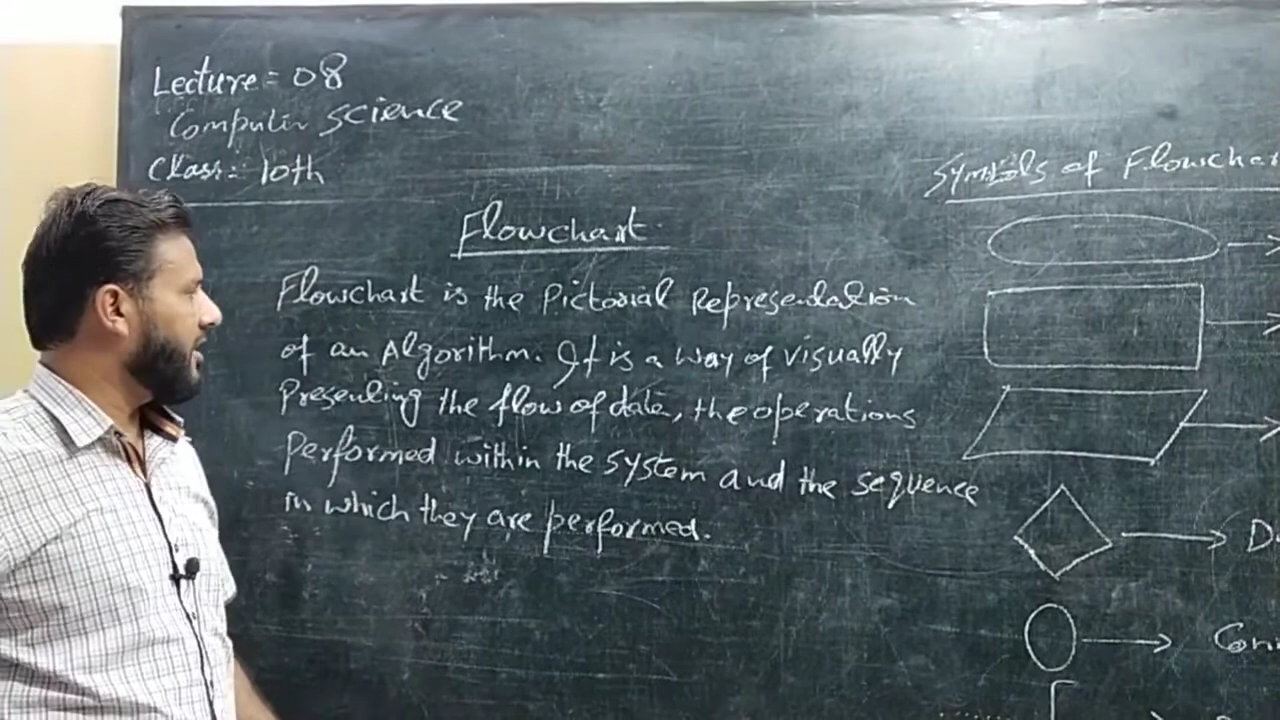 Lecture = 08
Computer Science
Class: 10th
Flowchart
Flowchart is the Pictorial Representation
of an Algorithm. It is a way of visually
Presenting the flow of data, the operations
Performed within the system and the sequence
in which they are performed.
Symbols of Flowchar